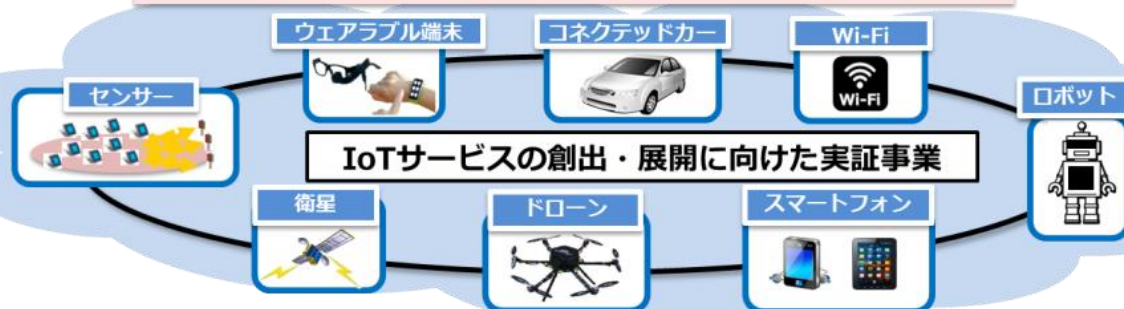 ウェアラブル端末
コネクテッドカー
Wi-Fi
Wi-Fi
センサー
ロボット
IoTサービスの創出・展開に向けた実証事業
衛星
ドローン
スマートフォン